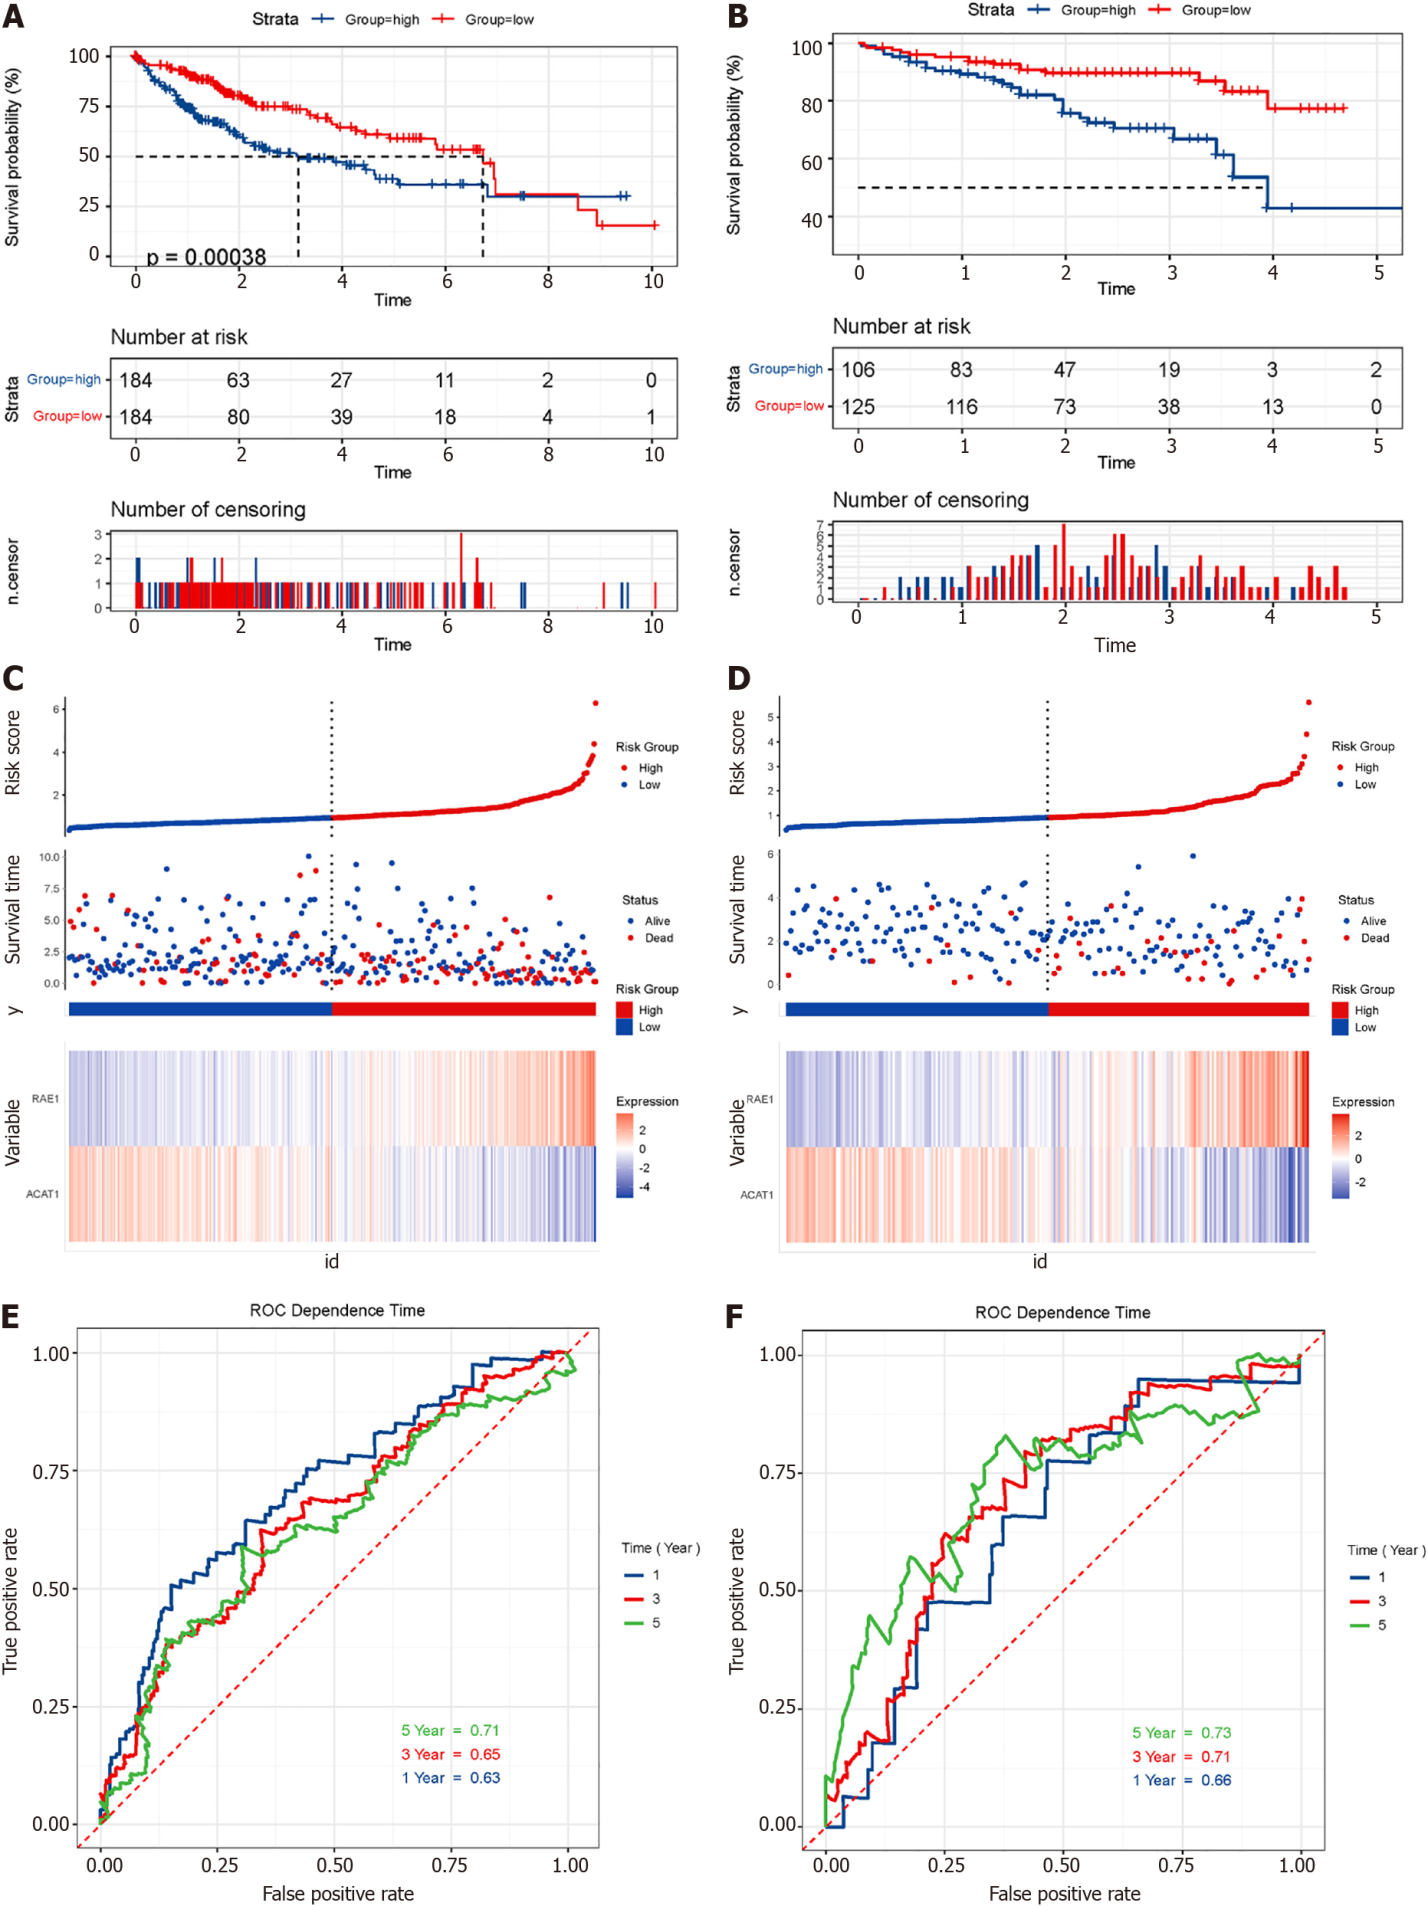 A
Strata Group=high Group=low
Survival probability (%)
100
75
50
25
0
p = 0.00038
0 2 4 6 8 10
Time
Number at risk
Strata
Group=high 184 63 27 11 2 0
Group=low 184 80 39 18 4 1
0 2 4 6 8 10
Time
Number of censoring
n.censor
3
2
1
0
0 2 4 6 8 10
Time
B
Strata Group=high Group=low
Survival probability (%)
100
80
60
40
0 1 2 3 4 5
Time
Number at risk
Strata
Group=high 106 83 47 19 3 2
Group=low 125 116 73 38 13 0
0 1 2 3 4 5
Time
Number of censoring
n.censor
7
6
5
4
3
2
1
0
0 1 2 3 4 5
Time
C
Risk score
6
4
2
Risk Group
High
Low
Survival time
10.0
7.5
5.0
2.5
0.0
Status
Alive
Dead
y
Risk Group
High
Low
Variable
RAE1
ACAT1
Expression
2
0
-2
-4
id
D
Risk score
5
4
3
2
1
Risk Group
High
Low
Survival time
6
4
2
0
Status
Alive
Dead
y
Risk Group
High
Low
Variable
RAE1
ACAT1
Expression
2
0
-2
id
E
ROC Dependence Time
True positive rate
1.00
0.75
0.50
0.25
0.00
5 Year = 0.71
3 Year = 0.65
1 Year = 0.63
0.00 0.25 0.50 0.75 1.00
False positive rate
Time ( Year )
1
3
5
F
ROC Dependence Time
True positive rate
1.00
0.75
0.50
0.25
0.00
5 Year = 0.73
3 Year = 0.71
1 Year = 0.66
0.00 0.25 0.50 0.75 1.00
False positive rate
Time ( Year )
1
3
5